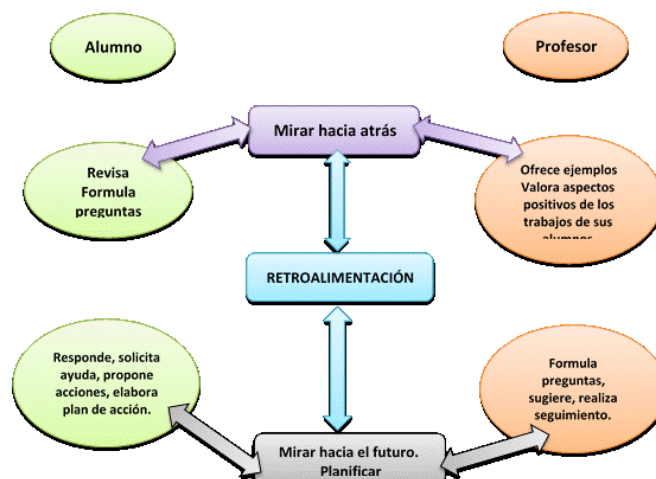 Alumno
Profesor
Mirar hacia atrás
Revisa
Formula
preguntas
Ofrece ejemplos
Valora aspectos
positivos de los
trabajos de sus
alumnos
RETROALIMENTACIÓN
Responde, solicita
ayuda, propone
acciones, elabora
plan de acción.
Formula
preguntas,
sugiere, realiza
seguimiento.
Mirar hacia el futuro.
Planificar